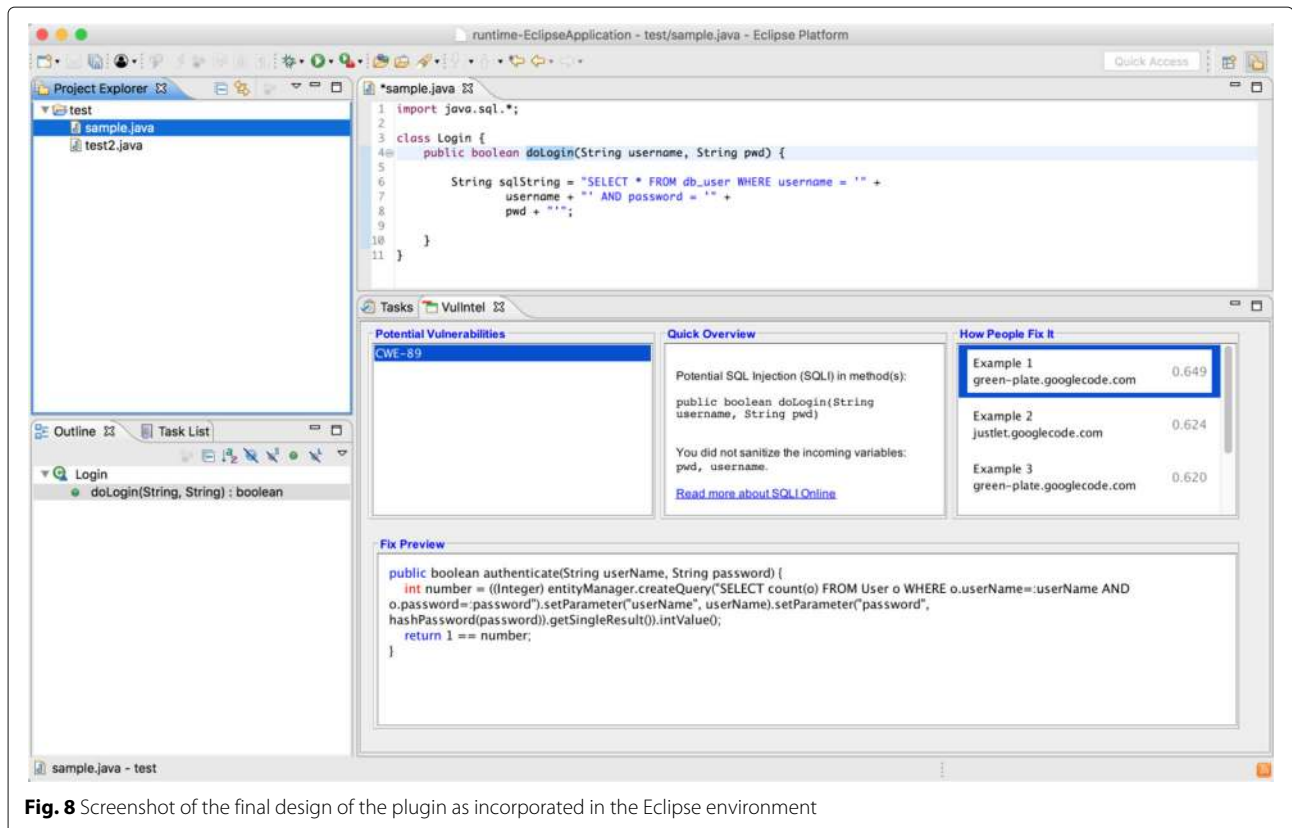 runtime-EclipseApplication - test/sample.java - Eclipse Platform
Quick Access
Project Explorer
test
sample.java
test2.java
*sample.java
1 import java.sql.*;
2
3 class Login {
4 public boolean doLogin(String username, String pwd) {
5
6 String sqlString = "SELECT * FROM db_user WHERE username = '" +
7 username + "' AND password = '" +
8 pwd + "'";
9
10 }
11 }
Outline
Task List
Login
doLogin(String, String) : boolean
Tasks
VulIntel
Potential Vulnerabilities
CWE-89
Quick Overview
Potential SQL Injection (SQLI) in method(s):
public boolean doLogin(String
username, String pwd)
You did not sanitize the incoming variables:
pwd, username.
Read more about SQLI Online
How People Fix It
Example 1
green-plate.googlecode.com 0.649
Example 2
justlet.googlecode.com 0.624
Example 3
green-plate.googlecode.com 0.620
Fix Preview
public boolean authenticate(String userName, String password) {
int number = ((Integer) entityManager.createQuery("SELECT count(o) FROM User o WHERE o.userName=:userName AND
o.password=:password").setParameter("userName", userName).setParameter("password",
hashPassword(password)).getSingleResult()).intValue();
return 1 == number;
}
sample.java - test
Fig. 8 Screenshot of the final design of the plugin as incorporated in the Eclipse environment